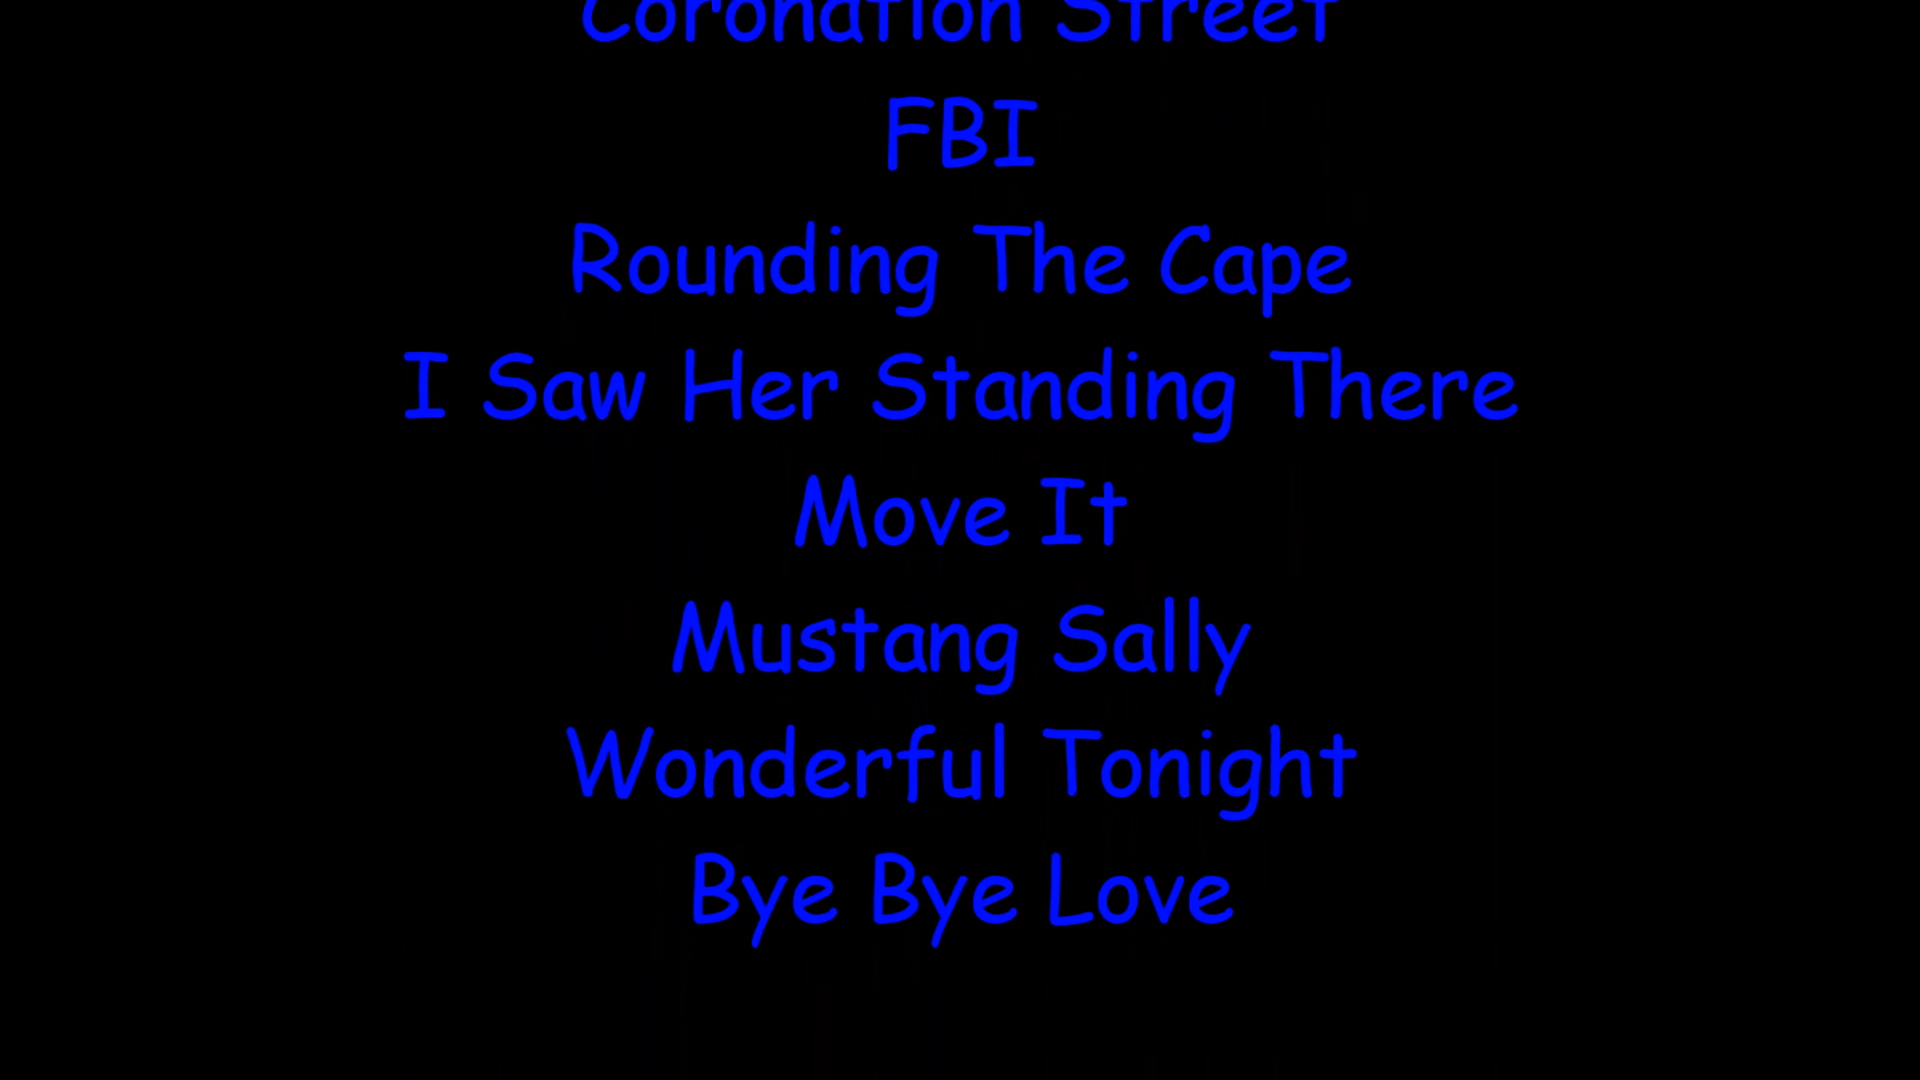 Coronation Street
FBI
Rounding The Cape
I Saw Her Standing There
Move It
Mustang Sally
Wonderful Tonight
Bye Bye Love